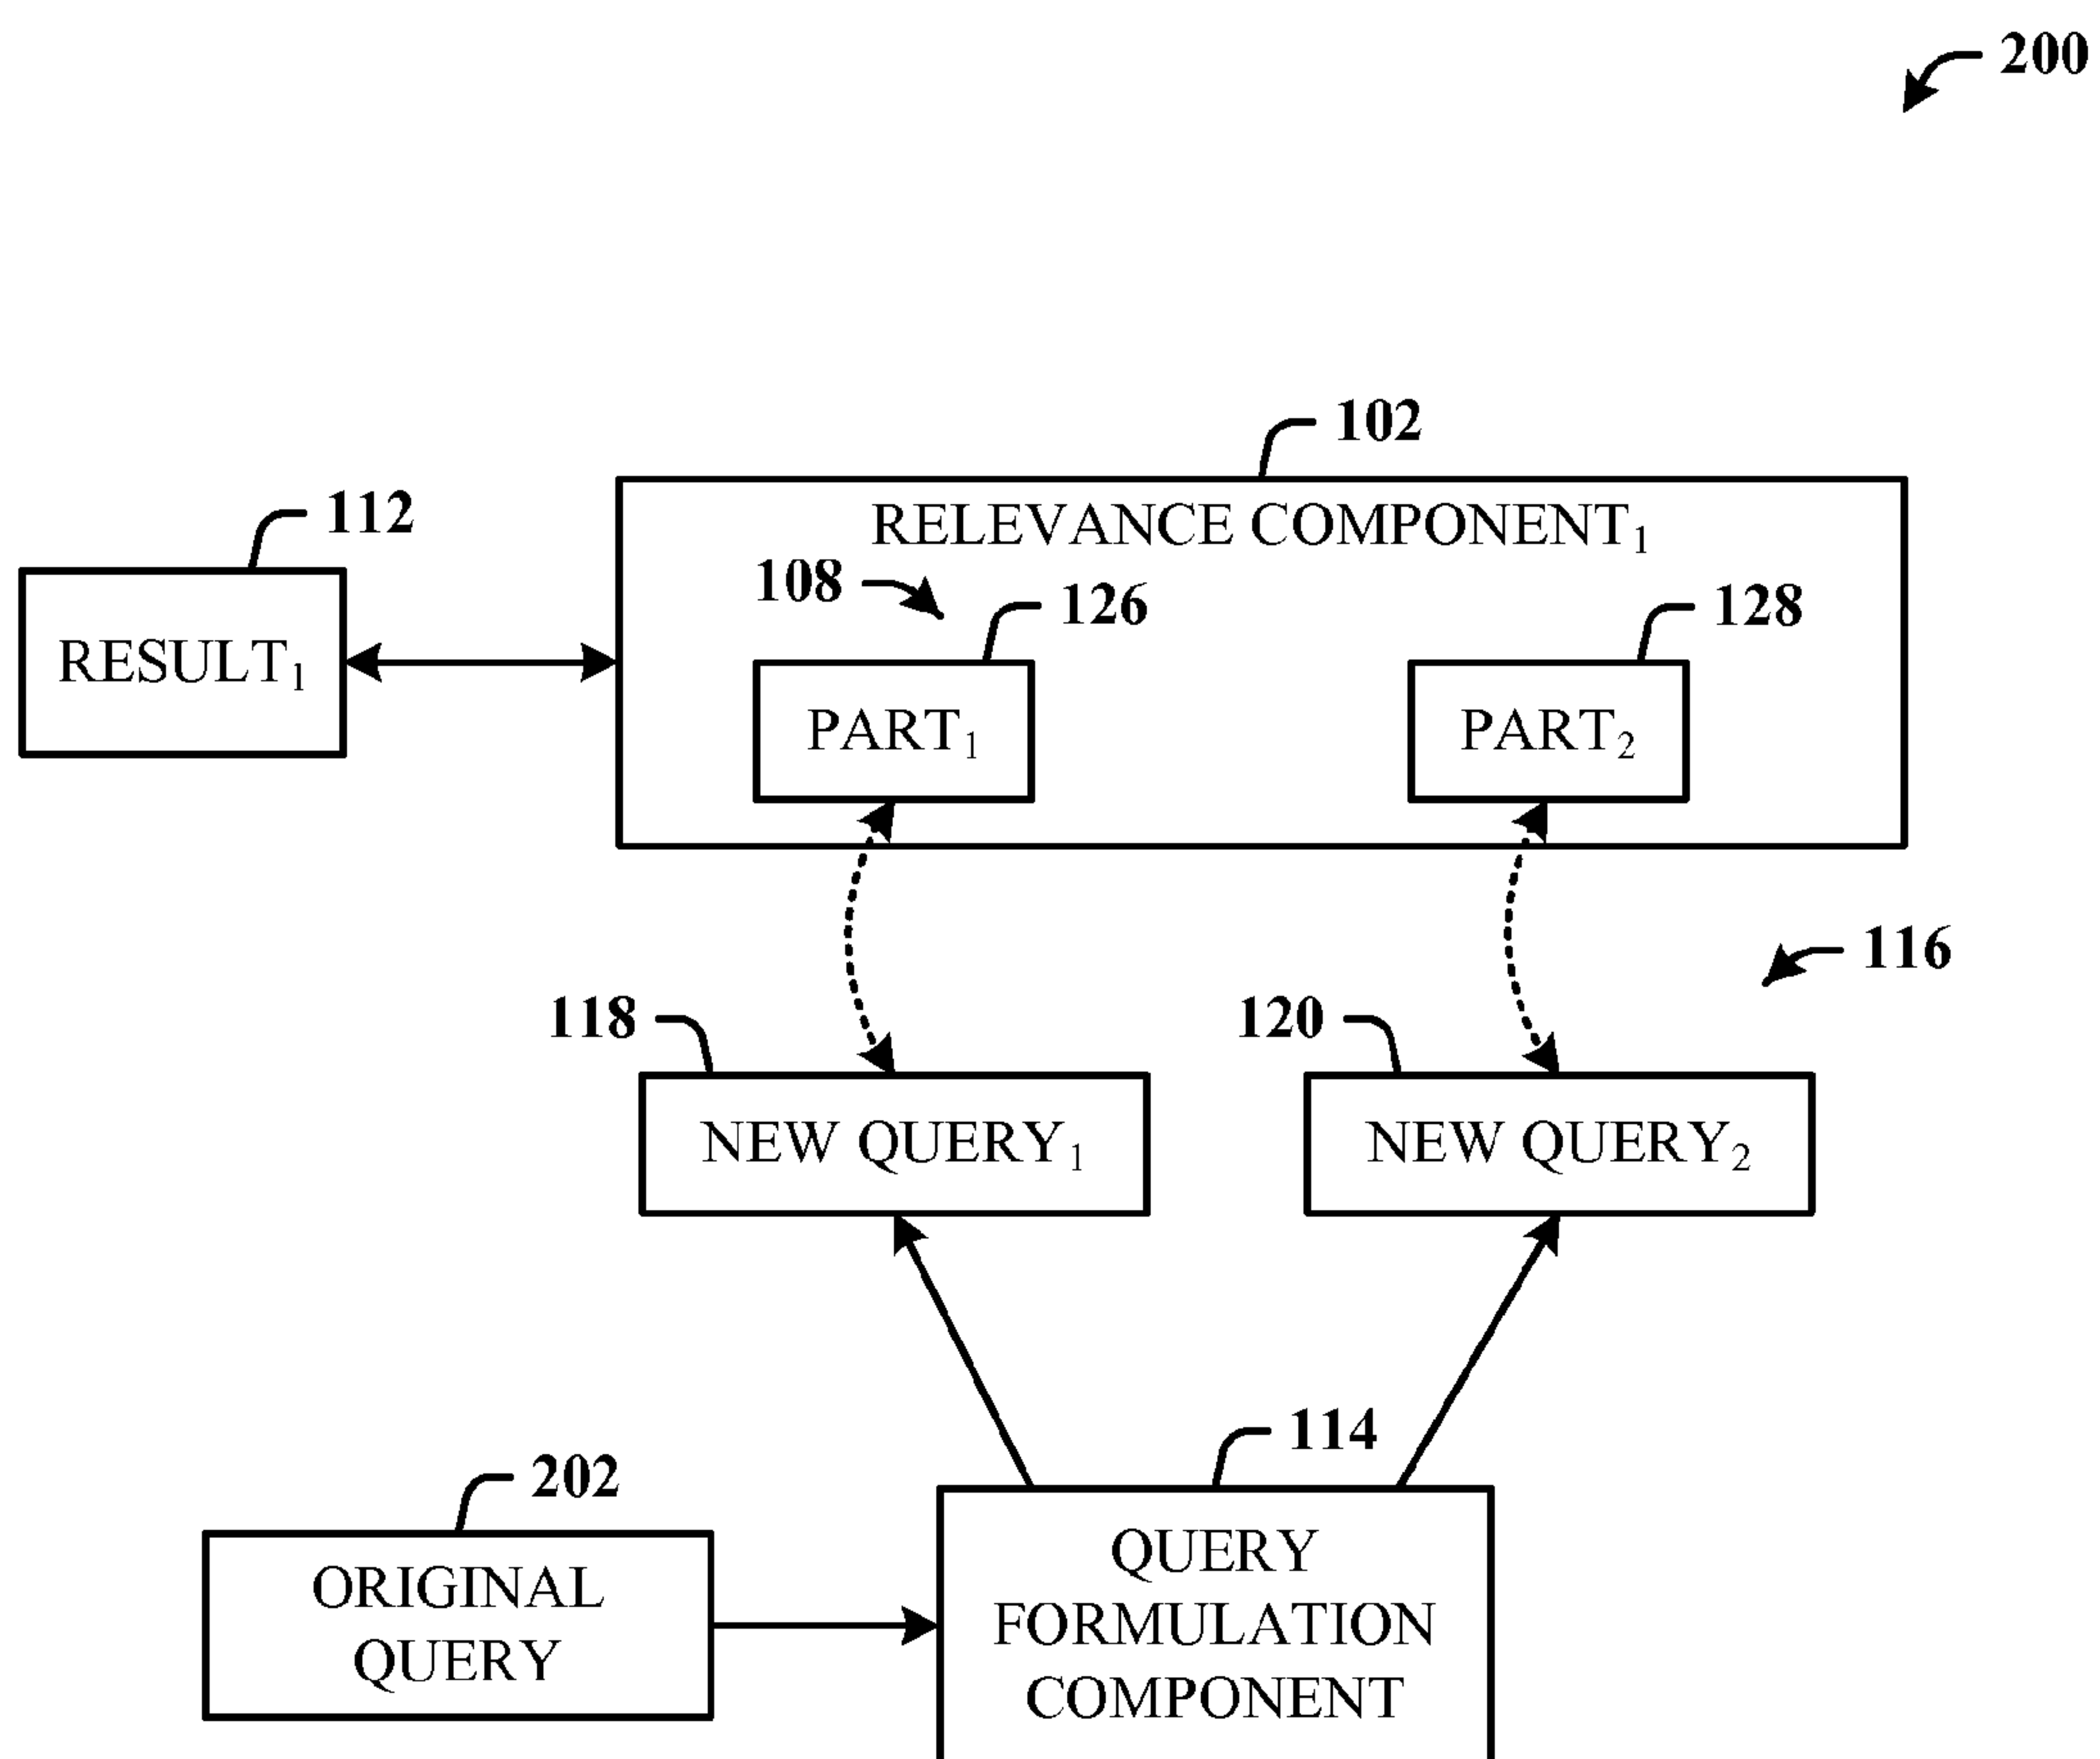 200
102
112
RELEVANCE COMPONENT₁
108
126
128
RESULT₁
PART₁
PART₂
116
118
120
NEW QUERY₁
NEW QUERY₂
114
202
ORIGINAL
QUERY
QUERY
FORMULATION
COMPONENT